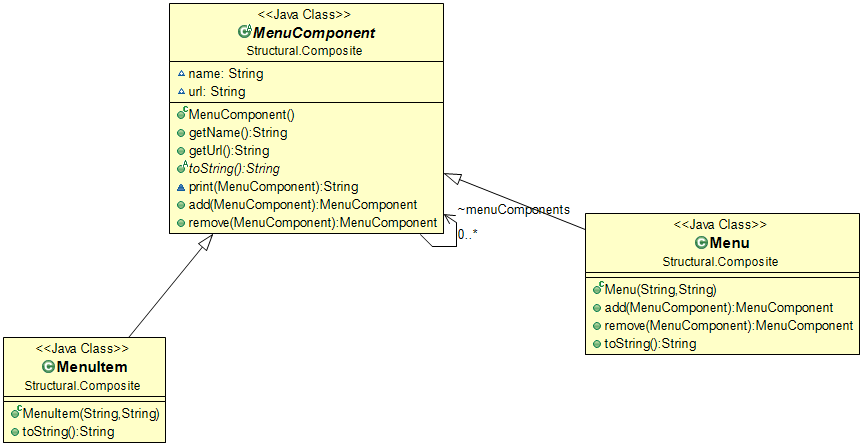 <<Java Class>>
MenuComponent
Structural.Composite
name: String
url: String
MenuComponent()
getName():String
getUrl():String
toString():String
print(MenuComponent):String
add(MenuComponent):MenuComponent
remove(MenuComponent):MenuComponent
~menuComponents
0..*
<<Java Class>>
Menu
Structural.Composite
Menu(String,String)
add(MenuComponent):MenuComponent
remove(MenuComponent):MenuComponent
toString():String
<<Java Class>>
MenuItem
Structural.Composite
MenuItem(String,String)
toString():String